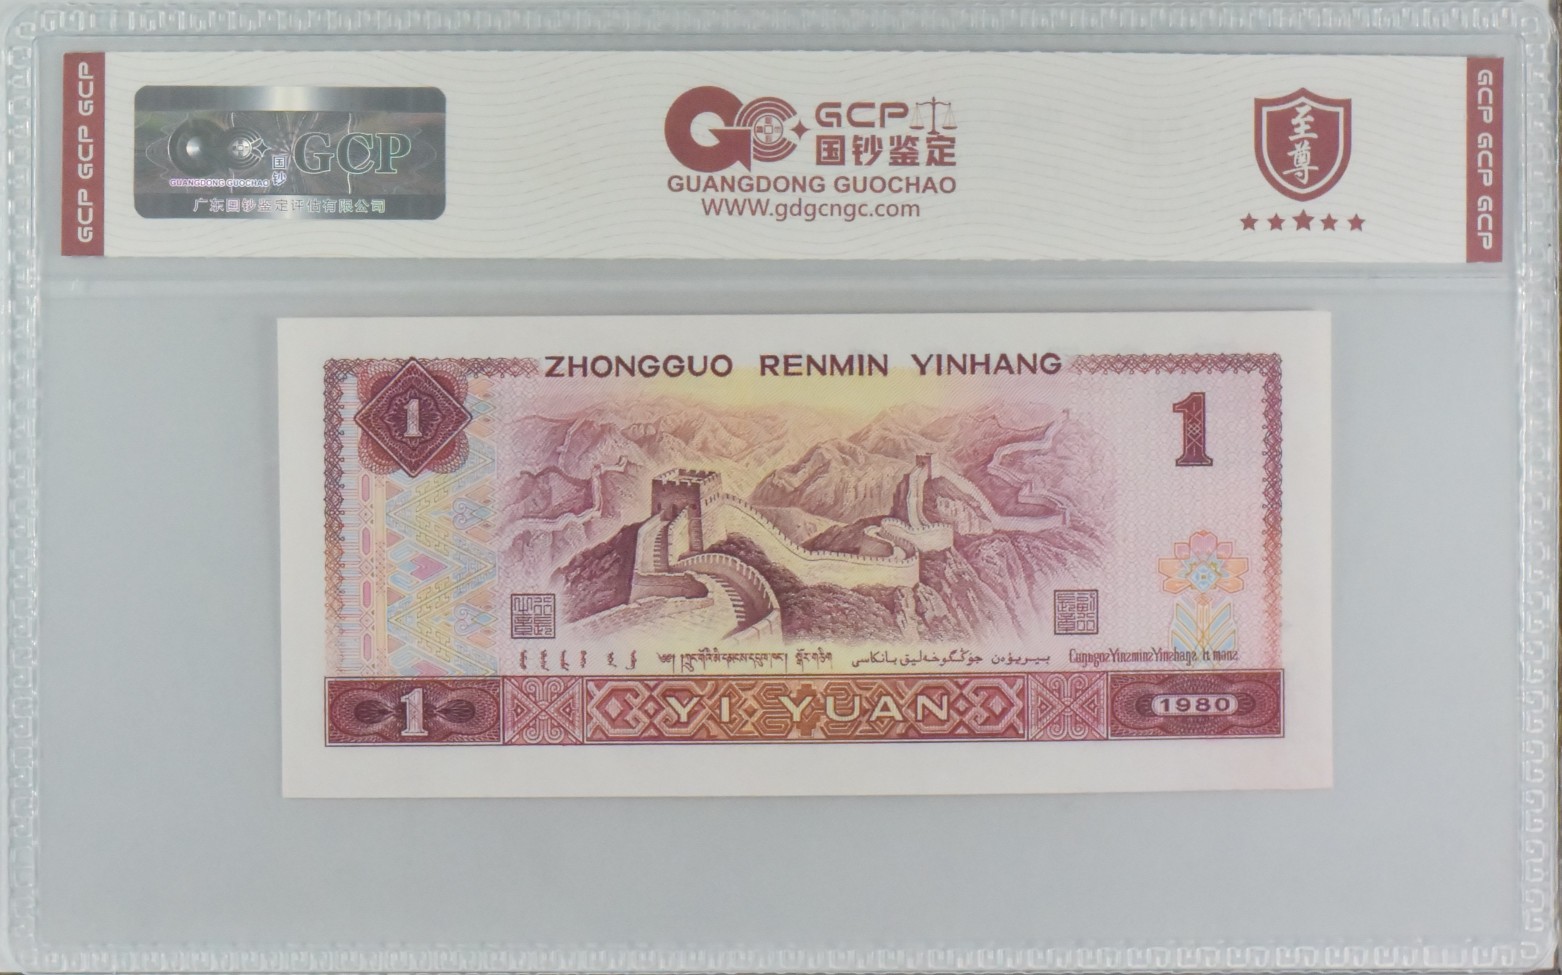 GCP GCP GCP
GCP
GUANGDONG GUOCHAO
国钞
广东国钞鉴定评估有限公司
GCP
国钞鉴定
GUANGDONG GUOCHAO
WWW.gdgcngc.com
至尊
GCP GCP GCP
ZHONGGUO RENMIN YINHANG
1
1
1
YI YUAN
1980